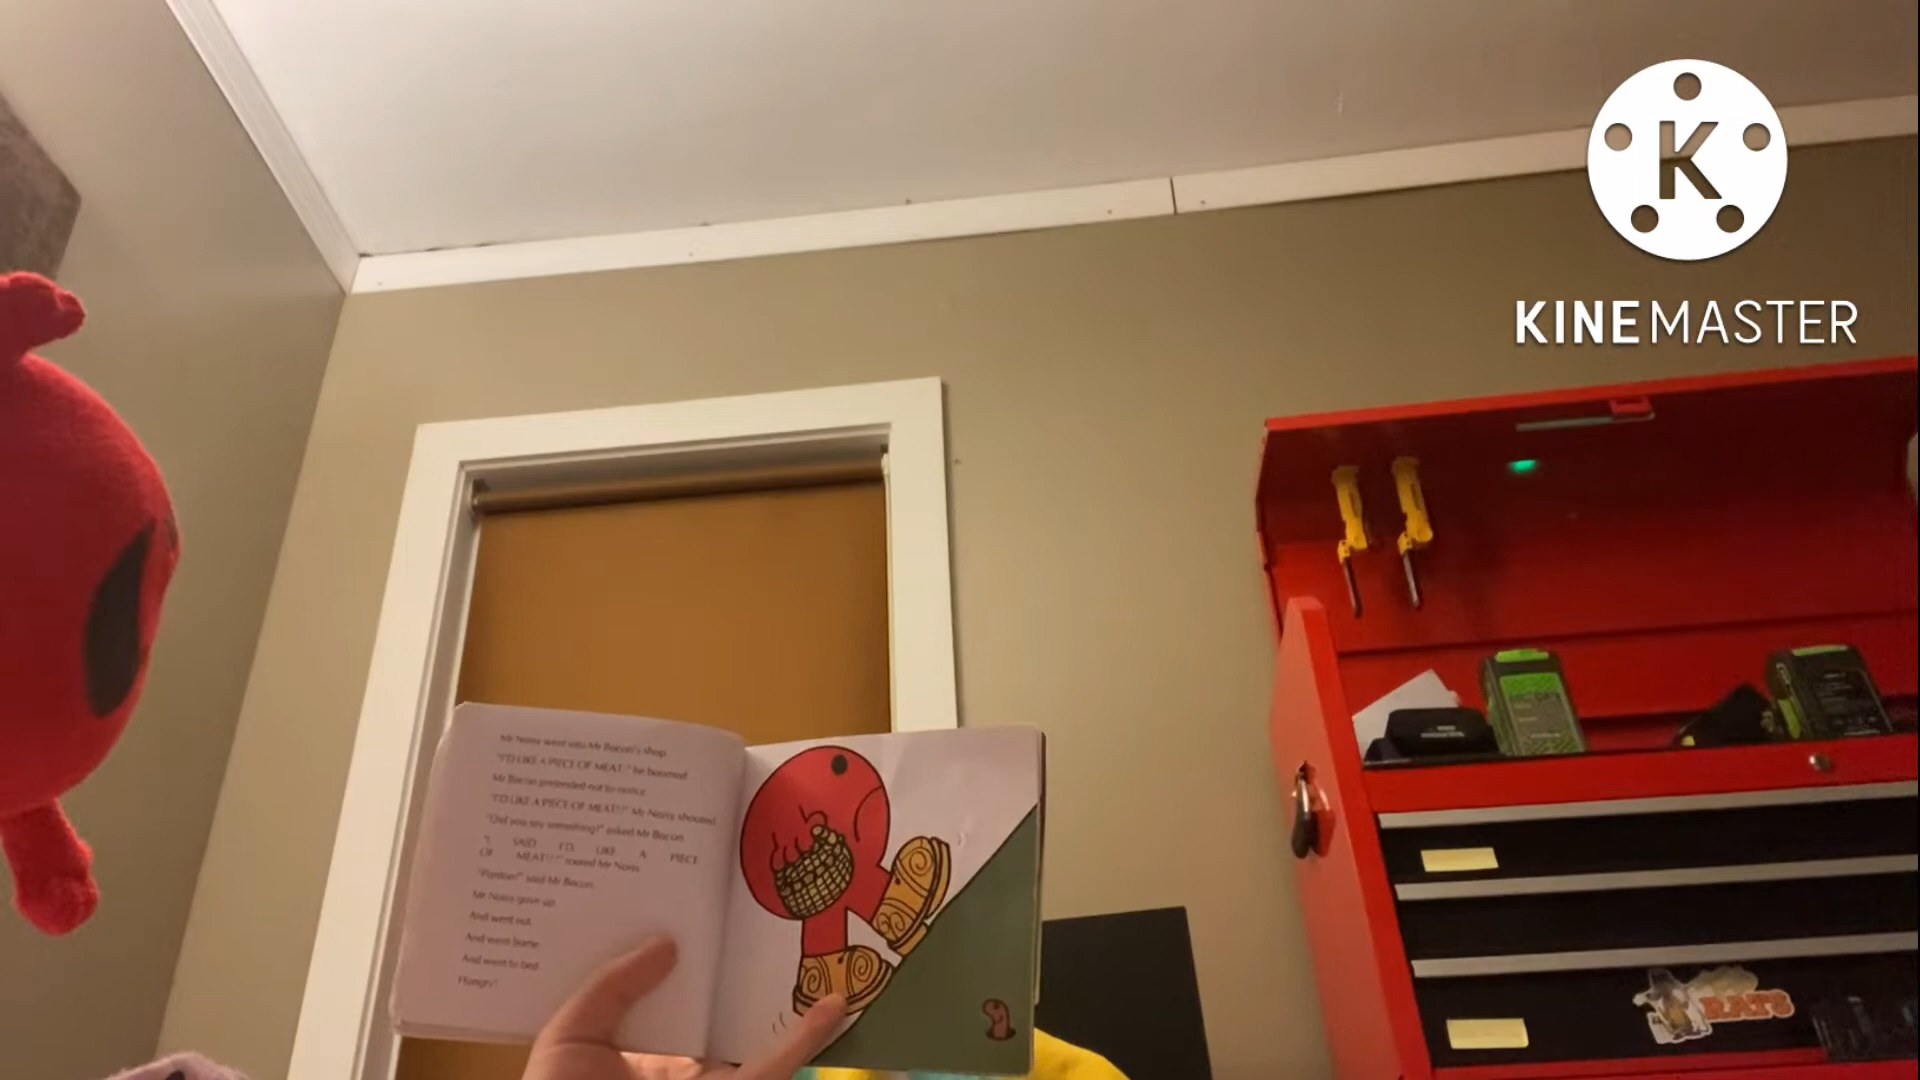 K
KINEMASTER
Mr Noisy went into Mr Bacon's shop.
"I'D LIKE A PIECE OF MEAT," he boomed.
Mr Bacon pretended not to notice.
"I'D LIKE A PIECE OF MEAT!!" Mr Noisy shouted.
"Did you say something?" asked Mr Bacon.
"I SAID I'D LIKE A PIECE
OF MEAT!!!" roared Mr Noisy.
"Pardon?" said Mr Bacon.
Mr Noisy gave up.
And went out.
And went home.
And went to bed.
Hungry!
RATS